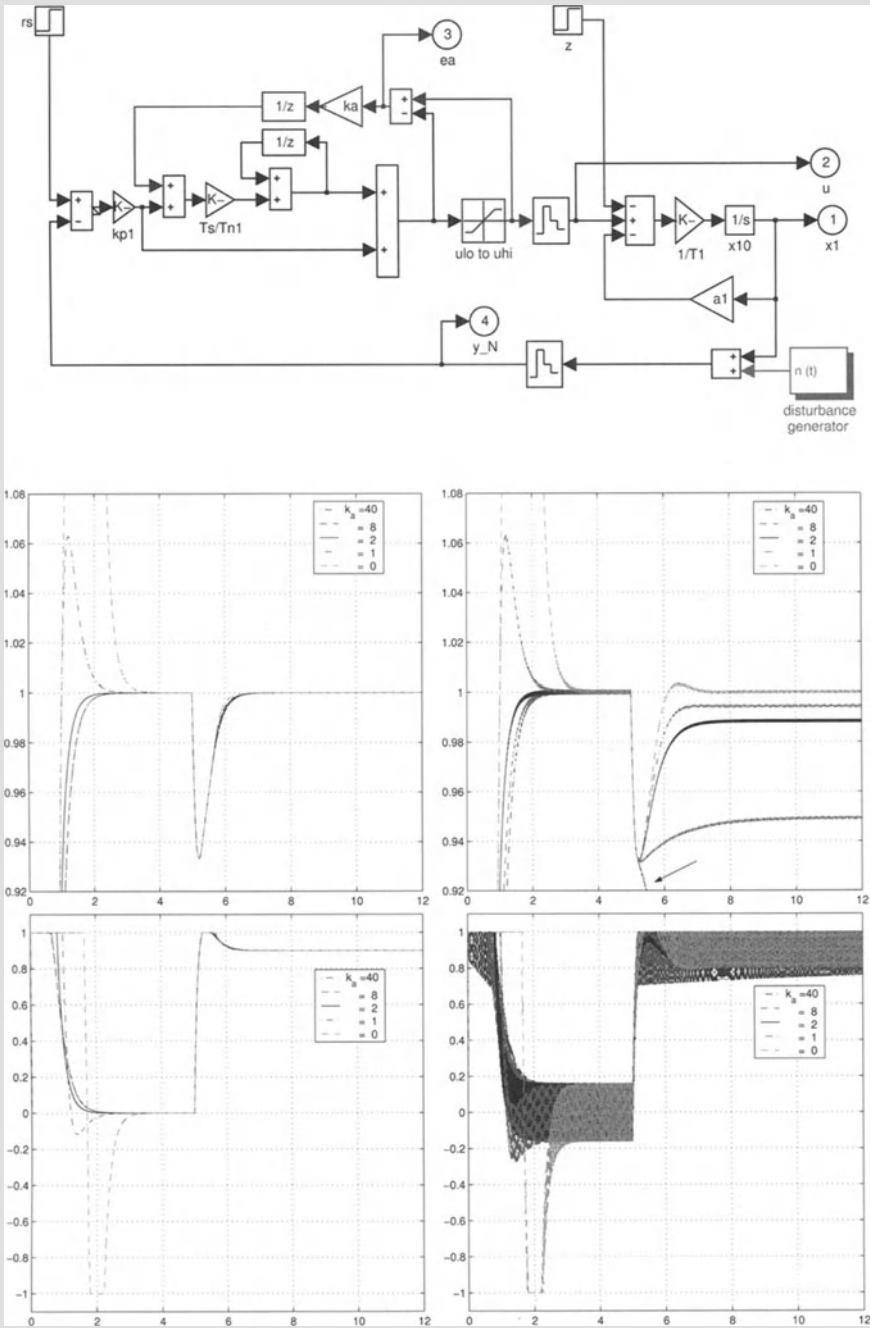 rs
3
ea
z
1/z
ka
+
−
1/z
2
u
+
−
K−
kp1
+
+
K−
Ts/Tn1
+
+
+
+
ulo to uhi
−
+
−
K−
1/T1
1/s
x10
1
x1
a1
4
y_N
+
+
n (t)
disturbance
generator
1.08
1.06
1.04
1.02
1
0.98
0.96
0.94
0.92
0 2 4 6 8 10 12
ka =40
= 8
= 2
= 1
= 0
1.08
1.06
1.04
1.02
1
0.98
0.96
0.94
0.92
0 2 4 6 8 10 12
ka =40
= 8
= 2
= 1
= 0
1
0.8
0.6
0.4
0.2
0
−0.2
−0.4
−0.6
−0.8
−1
0 2 4 6 8 10 12
ka =40
= 8
= 2
= 1
= 0
1
0.8
0.6
0.4
0.2
0
−0.2
−0.4
−0.6
−0.8
−1
0 2 4 6 8 10 12
ka =40
= 8
= 2
= 1
= 0